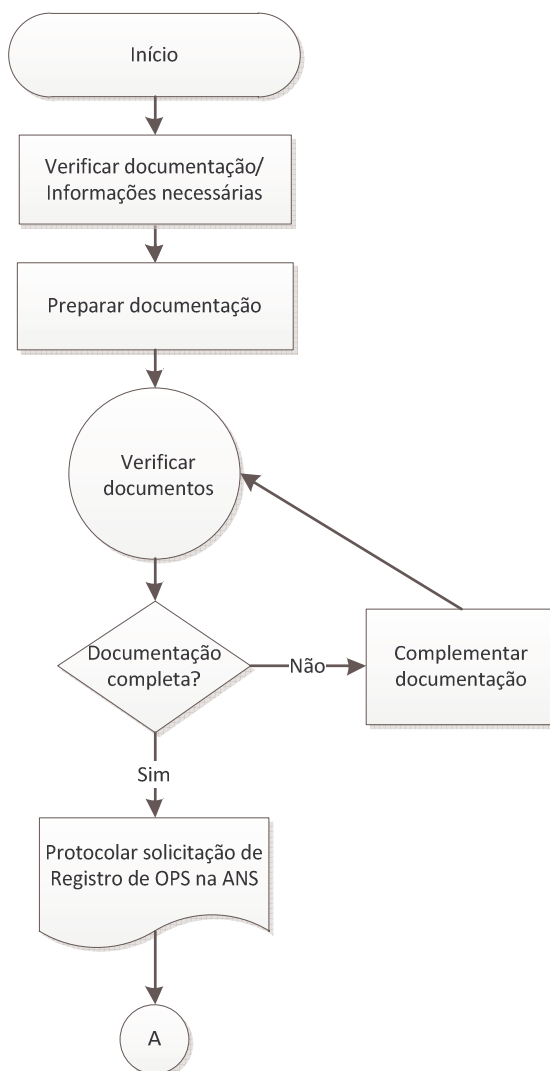 Início
Verificar documentação/
Informações necessárias
Preparar documentação
Verificar
documentos
Documentação
completa?
Não
Complementar
documentação
Sim
Protocolar solicitação de
Registro de OPS na ANS
A